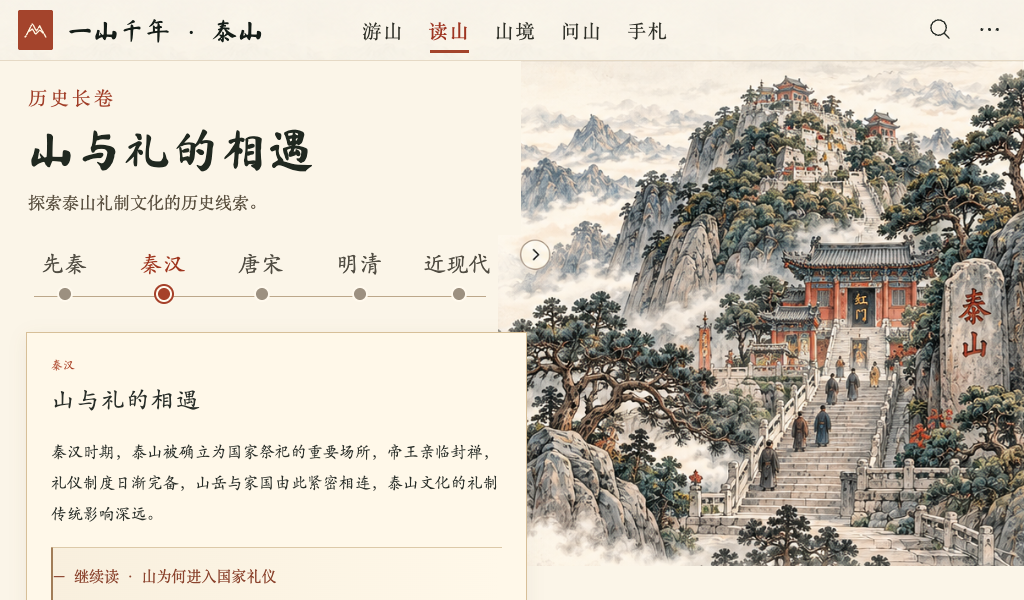 一山千年 · 泰山
游山 读山 山境 问山 手札
历史长卷
山与礼的相遇
探索泰山礼制文化的历史线索。
先秦 秦汉 唐宋 明清 近现代
红门
泰山
秦汉
山与礼的相遇
秦汉时期，泰山被确立为国家祭祀的重要场所，帝王亲临封禅，
礼仪制度日渐完备，山岳与家国由此紧密相连，泰山文化的礼制
传统影响深远。
— 继续读 · 山为何进入国家礼仪